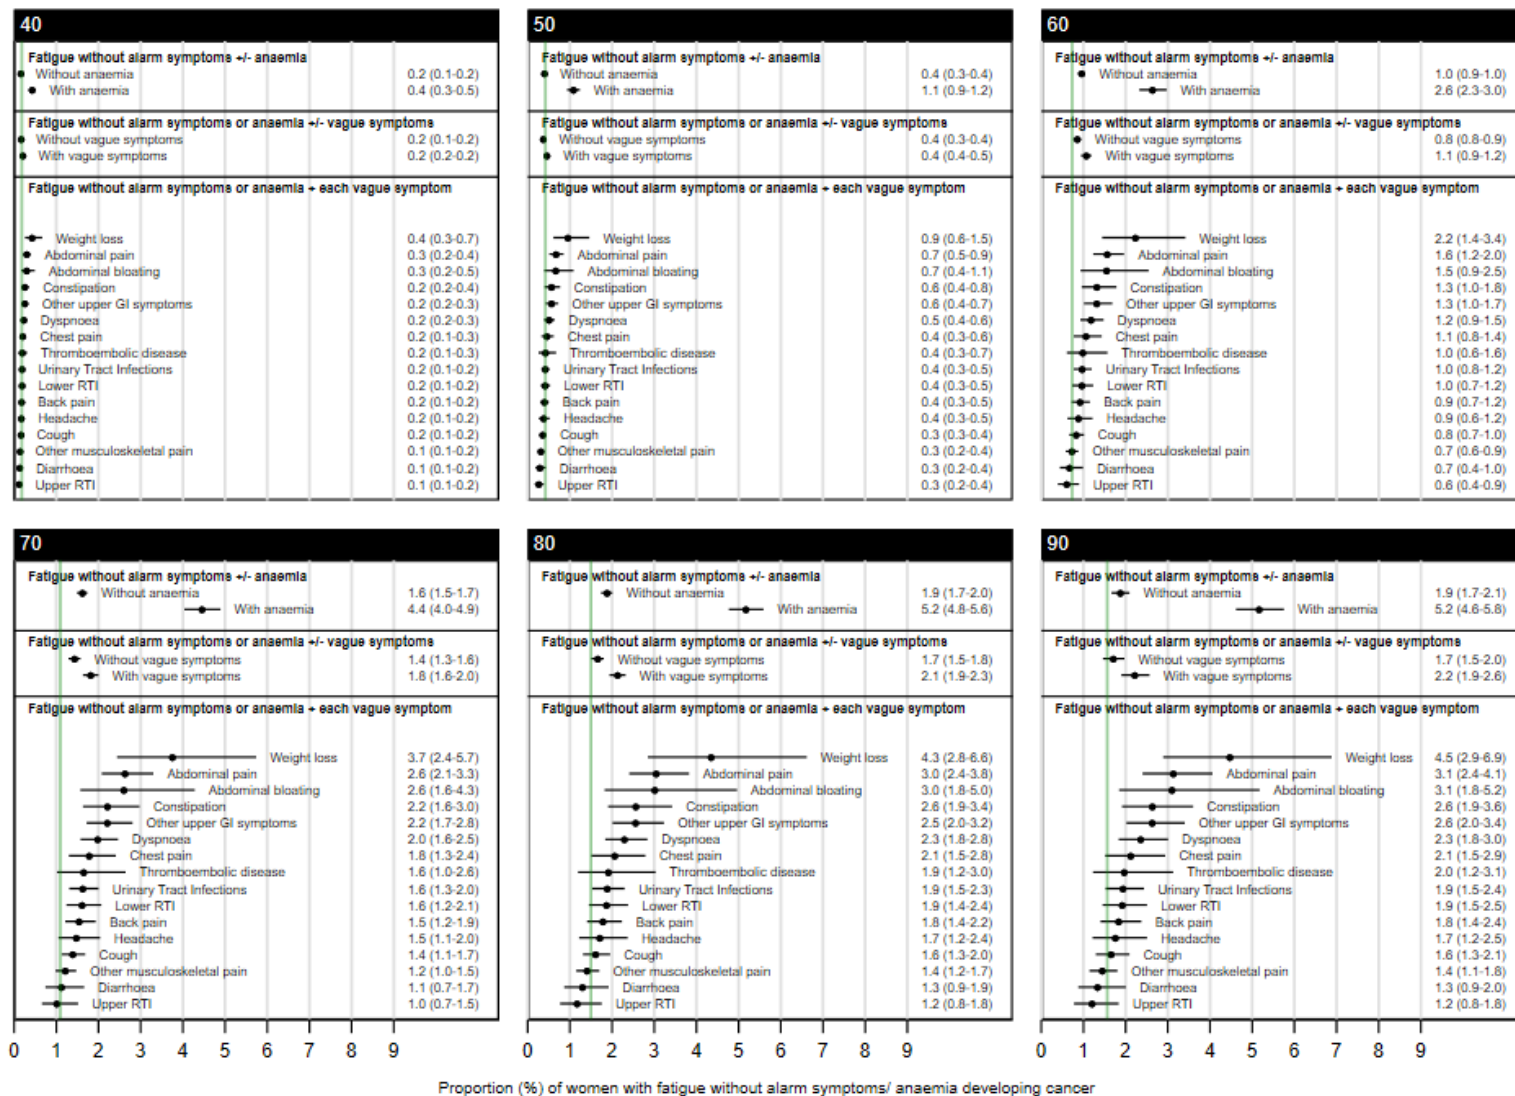 40
Fatigue without alarm symptoms +/- anaemia
Without anaemia 0.2 (0.1-0.2)
With anaemia 0.4 (0.3-0.5)
Fatigue without alarm symptoms or anaemia +/- vague symptoms
Without vague symptoms 0.2 (0.1-0.2)
With vague symptoms 0.2 (0.2-0.2)
Fatigue without alarm symptoms or anaemia + each vague symptom
Weight loss 0.4 (0.3-0.7)
Abdominal pain 0.3 (0.2-0.4)
Abdominal bloating 0.3 (0.2-0.5)
Constipation 0.2 (0.2-0.4)
Other upper GI symptoms 0.2 (0.2-0.3)
Dyspnoea 0.2 (0.2-0.3)
Chest pain 0.2 (0.1-0.3)
Thromboembolic disease 0.2 (0.1-0.3)
Urinary Tract Infections 0.2 (0.1-0.2)
Lower RTI 0.2 (0.1-0.2)
Back pain 0.2 (0.1-0.2)
Headache 0.2 (0.1-0.2)
Cough 0.2 (0.1-0.2)
Other musculoskeletal pain 0.1 (0.1-0.2)
Diarrhoea 0.1 (0.1-0.2)
Upper RTI 0.1 (0.1-0.2)
50
Fatigue without alarm symptoms +/- anaemia
Without anaemia 0.4 (0.3-0.4)
With anaemia 1.1 (0.9-1.2)
Fatigue without alarm symptoms or anaemia +/- vague symptoms
Without vague symptoms 0.4 (0.3-0.4)
With vague symptoms 0.4 (0.4-0.5)
Fatigue without alarm symptoms or anaemia + each vague symptom
Weight loss 0.9 (0.6-1.5)
Abdominal pain 0.7 (0.5-0.9)
Abdominal bloating 0.7 (0.4-1.1)
Constipation 0.6 (0.4-0.8)
Other upper GI symptoms 0.6 (0.4-0.7)
Dyspnoea 0.5 (0.4-0.6)
Chest pain 0.4 (0.3-0.6)
Thromboembolic disease 0.4 (0.3-0.7)
Urinary Tract Infections 0.4 (0.3-0.5)
Lower RTI 0.4 (0.3-0.5)
Back pain 0.4 (0.3-0.5)
Headache 0.4 (0.3-0.5)
Cough 0.3 (0.3-0.4)
Other musculoskeletal pain 0.3 (0.2-0.4)
Diarrhoea 0.3 (0.2-0.4)
Upper RTI 0.3 (0.2-0.4)
60
Fatigue without alarm symptoms +/- anaemia
Without anaemia 1.0 (0.9-1.0)
With anaemia 2.6 (2.3-3.0)
Fatigue without alarm symptoms or anaemia +/- vague symptoms
Without vague symptoms 0.8 (0.8-0.9)
With vague symptoms 1.1 (0.9-1.2)
Fatigue without alarm symptoms or anaemia + each vague symptom
Weight loss 2.2 (1.4-3.4)
Abdominal pain 1.6 (1.2-2.0)
Abdominal bloating 1.5 (0.9-2.5)
Constipation 1.3 (1.0-1.8)
Other upper GI symptoms 1.3 (1.0-1.7)
Dyspnoea 1.2 (0.9-1.5)
Chest pain 1.1 (0.8-1.4)
Thromboembolic disease 1.0 (0.6-1.6)
Urinary Tract Infections 1.0 (0.8-1.2)
Lower RTI 1.0 (0.7-1.2)
Back pain 0.9 (0.7-1.2)
Headache 0.9 (0.6-1.2)
Cough 0.8 (0.7-1.0)
Other musculoskeletal pain 0.7 (0.6-0.9)
Diarrhoea 0.7 (0.4-1.0)
Upper RTI 0.6 (0.4-0.9)
70
Fatigue without alarm symptoms +/- anaemia
Without anaemia 1.6 (1.5-1.7)
With anaemia 4.4 (4.0-4.9)
Fatigue without alarm symptoms or anaemia +/- vague symptoms
Without vague symptoms 1.4 (1.3-1.6)
With vague symptoms 1.8 (1.6-2.0)
Fatigue without alarm symptoms or anaemia + each vague symptom
Weight loss 3.7 (2.4-5.7)
Abdominal pain 2.6 (2.1-3.3)
Abdominal bloating 2.6 (1.6-4.3)
Constipation 2.2 (1.6-3.0)
Other upper GI symptoms 2.2 (1.7-2.8)
Dyspnoea 2.0 (1.6-2.5)
Chest pain 1.8 (1.3-2.4)
Thromboembolic disease 1.6 (1.0-2.6)
Urinary Tract Infections 1.6 (1.3-2.0)
Lower RTI 1.6 (1.2-2.1)
Back pain 1.5 (1.2-1.9)
Headache 1.5 (1.1-2.0)
Cough 1.4 (1.1-1.7)
Other musculoskeletal pain 1.2 (1.0-1.5)
Diarrhoea 1.1 (0.7-1.7)
Upper RTI 1.0 (0.7-1.5)
0 1 2 3 4 5 6 7 8 9
80
Fatigue without alarm symptoms +/- anaemia
Without anaemia 1.9 (1.7-2.0)
With anaemia 5.2 (4.8-5.6)
Fatigue without alarm symptoms or anaemia +/- vague symptoms
Without vague symptoms 1.7 (1.5-1.8)
With vague symptoms 2.1 (1.9-2.3)
Fatigue without alarm symptoms or anaemia + each vague symptom
Weight loss 4.3 (2.8-6.6)
Abdominal pain 3.0 (2.4-3.8)
Abdominal bloating 3.0 (1.8-5.0)
Constipation 2.6 (1.9-3.4)
Other upper GI symptoms 2.5 (2.0-3.2)
Dyspnoea 2.3 (1.8-2.8)
Chest pain 2.1 (1.5-2.8)
Thromboembolic disease 1.9 (1.2-3.0)
Urinary Tract Infections 1.9 (1.5-2.3)
Lower RTI 1.9 (1.4-2.4)
Back pain 1.8 (1.4-2.2)
Headache 1.7 (1.2-2.4)
Cough 1.6 (1.3-2.0)
Other musculoskeletal pain 1.4 (1.2-1.7)
Diarrhoea 1.3 (0.9-1.9)
Upper RTI 1.2 (0.8-1.8)
0 1 2 3 4 5 6 7 8 9
90
Fatigue without alarm symptoms +/- anaemia
Without anaemia 1.9 (1.7-2.1)
With anaemia 5.2 (4.6-5.8)
Fatigue without alarm symptoms or anaemia +/- vague symptoms
Without vague symptoms 1.7 (1.5-2.0)
With vague symptoms 2.2 (1.9-2.6)
Fatigue without alarm symptoms or anaemia + each vague symptom
Weight loss 4.5 (2.9-6.9)
Abdominal pain 3.1 (2.4-4.1)
Abdominal bloating 3.1 (1.8-5.2)
Constipation 2.6 (1.9-3.6)
Other upper GI symptoms 2.6 (2.0-3.4)
Dyspnoea 2.3 (1.8-3.0)
Chest pain 2.1 (1.5-2.9)
Thromboembolic disease 2.0 (1.2-3.1)
Urinary Tract Infections 1.9 (1.5-2.4)
Lower RTI 1.9 (1.5-2.5)
Back pain 1.8 (1.4-2.4)
Headache 1.7 (1.2-2.5)
Cough 1.6 (1.3-2.1)
Other musculoskeletal pain 1.4 (1.1-1.8)
Diarrhoea 1.3 (0.9-2.0)
Upper RTI 1.2 (0.8-1.8)
0 1 2 3 4 5 6 7 8 9
Proportion (%) of women with fatigue without alarm symptoms/ anaemia developing cancer